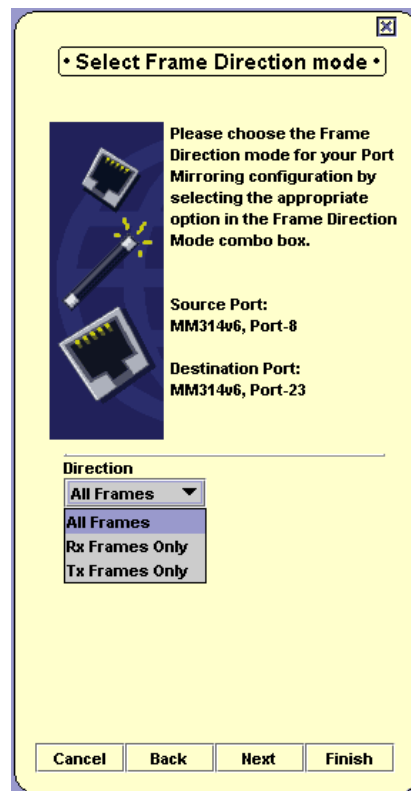 • Select Frame Direction mode •
Please choose the Frame
Direction mode for your Port
Mirroring configuration by
selecting the appropriate
option in the Frame Direction
Mode combo box.
Source Port:
MM314v6, Port-8
Destination Port:
MM314v6, Port-23
Direction
All Frames
All Frames
Rx Frames Only
Tx Frames Only
Cancel Back Next Finish